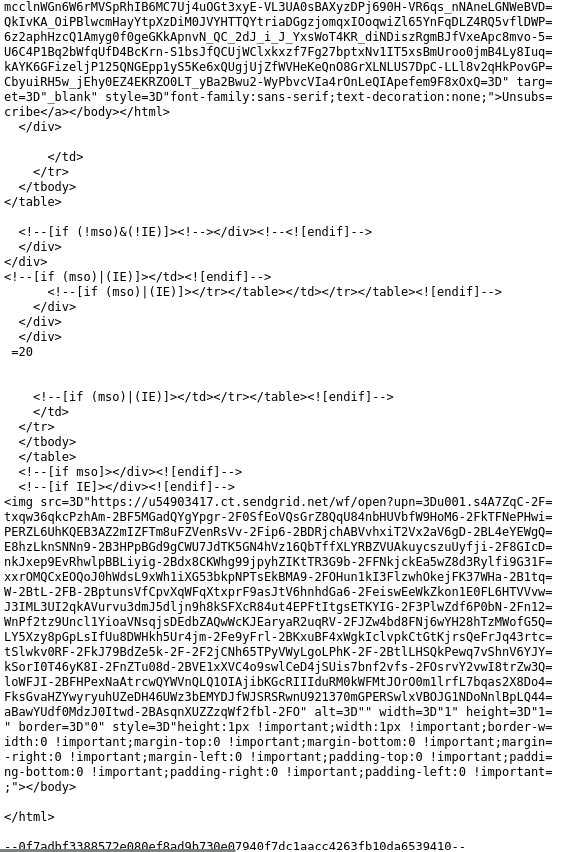 mcclnWGn6W6rMVSpRhIB6MC7Uj4uOGt3xyE-VL3UA0sBAXyzDPj690H-VR6qs_nNAneLGNWeBVD=
QkIvKA_OiPBlwcmHayYtpXzDiM0JVYHTTQYtriaDGgzjomqxIOoqwiZl65YnFqDLZ4RQ5vflDWP=
6z2aphHzcQ1Amyg0f0geGKkApnvN_QC_2dJ_i_J_YxsWoT4KR_diNDiszRgmBJfVxeApc8mvo-5=
U6C4P1Bq2bWfqUfD4BcKrn-S1bsJfQCUjWClxkxzf7Fg27bptxNv1IT5xsBmUroo0jmB4Ly8Iuq=
kAYK6GFizeljP125QNGEpp1yS5Ke6xQUgjUjZfWVHeKeQnO8GrXLNLUS7DpC-LLl8v2qHkPovGP=
CbyuiRH5w_jEhy0EZ4EKRZO0LT_yBa2Bwu2-WyPbvcVIa4rOnLeQIApefem9F8xOxQ=3D" targ=
et=3D"_blank" style=3D"font-family:sans-serif;text-decoration:none;">Unsubs=
cribe</a></body></html>
</div>
</td>
</tr>
</tbody>
</table>
<!--[if (!mso)&(!IE)]><!--></div><!--<![endif]-->
</div>
</div>
<!--[if (mso)|(IE)]></td><![endif]-->
<!--[if (mso)|(IE)]></tr></table></td></tr></table><![endif]-->
</div>
</div>
</div>
=20
<!--[if (mso)|(IE)]></td></tr></table><![endif]-->
</td>
</tr>
</tbody>
</table>
<!--[if mso]></div><![endif]-->
<!--[if IE]></div><![endif]-->
<img src=3D"https://u54903417.ct.sendgrid.net/wf/open?upn=3Du001.s4A7ZqC-2F=
txqw36qkcPzhAm-2BF5MGadQYgYpgr-2F0SfEoVQsGrZ8QqU84nbHUVbfW9HoM6-2FkTFNePHwi=
PERZL6UhKQEB3AZ2mIZFTm8uFZVenRsVv-2Fip6-2BDRjchABVvhxiT2Vx2aV6gD-2BL4eYEWgQ=
E8hzLknSNNn9-2B3HPpBGd9gCWU7JdTK5GN4hVz16QbTffXLYRBZVUAkuycszuUyfji-2F8GIcD=
nkJxep9EvRhwlpBBLiyig-2Bdx8CKWhg99jpyhZIKtTR3G9b-2FFNkjckEa5wZ8d3Rylfi9G31F=
xxrOMQCxEOQoJ0hWdsL9xWh1iXG53bkpNPTsEkBMA9-2FOHun1kI3FlzwhOkejFK37WHa-2B1tq=
W-2BtL-2FB-2BptunsVfCpvXqWFqXtxprF9asJtV6hnhdGa6-2FeiswEeWkZkon1E0FL6HTVVvw=
J3IML3UI2qkAVurvu3dmJ5dljn9h8kSFXcR84ut4EPFtItgsETKYIG-2F3PlwZdf6P0bN-2Fn12=
WnPf2tz9Uncl1YioaVNsqjsDEdbZAQwWcKJEaryaR2uqRV-2FJZw4bd8FNj6wYH28hTzMWofG5Q=
LY5Xzy8pGpLsIfUu8DWHkh5Ur4jm-2Fe9yFrl-2BKxuBF4xWgkIclvpkCtGtKjrsQeFrJq43rtc=
tSlwkv0RF-2FkJ79BdZe5k-2F-2F2jCNh65TPyVWyLgoLPhK-2F-2BtlLHSQkPewq7vShnV6YJY=
kSorI0T46yK8I-2FnZTu08d-2BVE1xXVC4o9swlCeD4jSUis7bnf2vfs-2FOsrvY2vwI8trZw3Q=
loWFJI-2BFHPexNaAtrcwQYWVnQLQ1OIAjibKGcRIIIduRM0kWFMtJOrO0m1lrfL7bqas2X8Do4=
FksGvaHZYwyryuhUZeDH46UWz3bEMYDJfWJSRSRwnU921370mGPERSwlxVBOJG1NDoNnlBpLQ44=
aBawYUdf0MdzJ0Itwd-2BAsqnXUZZzqWf2fbl-2FO" alt=3D"" width=3D"1" height=3D"1=
" border=3D"0" style=3D"height:1px !important;width:1px !important;border-w=
idth:0 !important;margin-top:0 !important;margin-bottom:0 !important;margin=
-right:0 !important;margin-left:0 !important;padding-top:0 !important;paddi=
ng-bottom:0 !important;padding-right:0 !important;padding-left:0 !important=
;"></body>
</html>
--0f7adbf3388572e080ef8ad9b730e07940f7dc1aacc4263fb10da6539410--